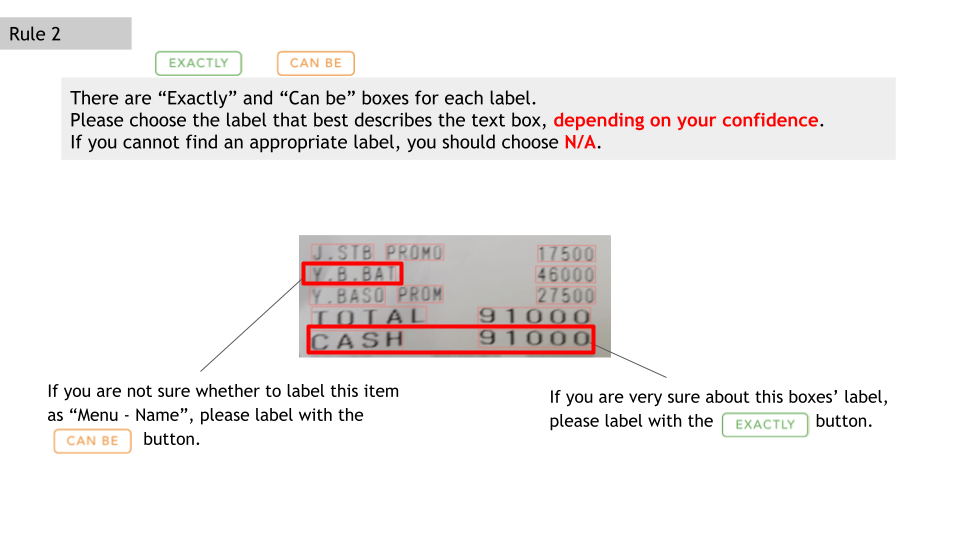 Rule 2
EXACTLY CAN BE
There are “Exactly” and “Can be” boxes for each label.
Please choose the label that best describes the text box, depending on your confidence.
If you cannot find an appropriate label, you should choose N/A.
J.STB PROMO 17500
Y.B.BAT 46000
Y.BASO PROM 27500
TOTAL 91000
CASH 91000
If you are not sure whether to label this item
as “Menu - Name”, please label with the
CAN BE button.
If you are very sure about this boxes’ label,
please label with the EXACTLY button.